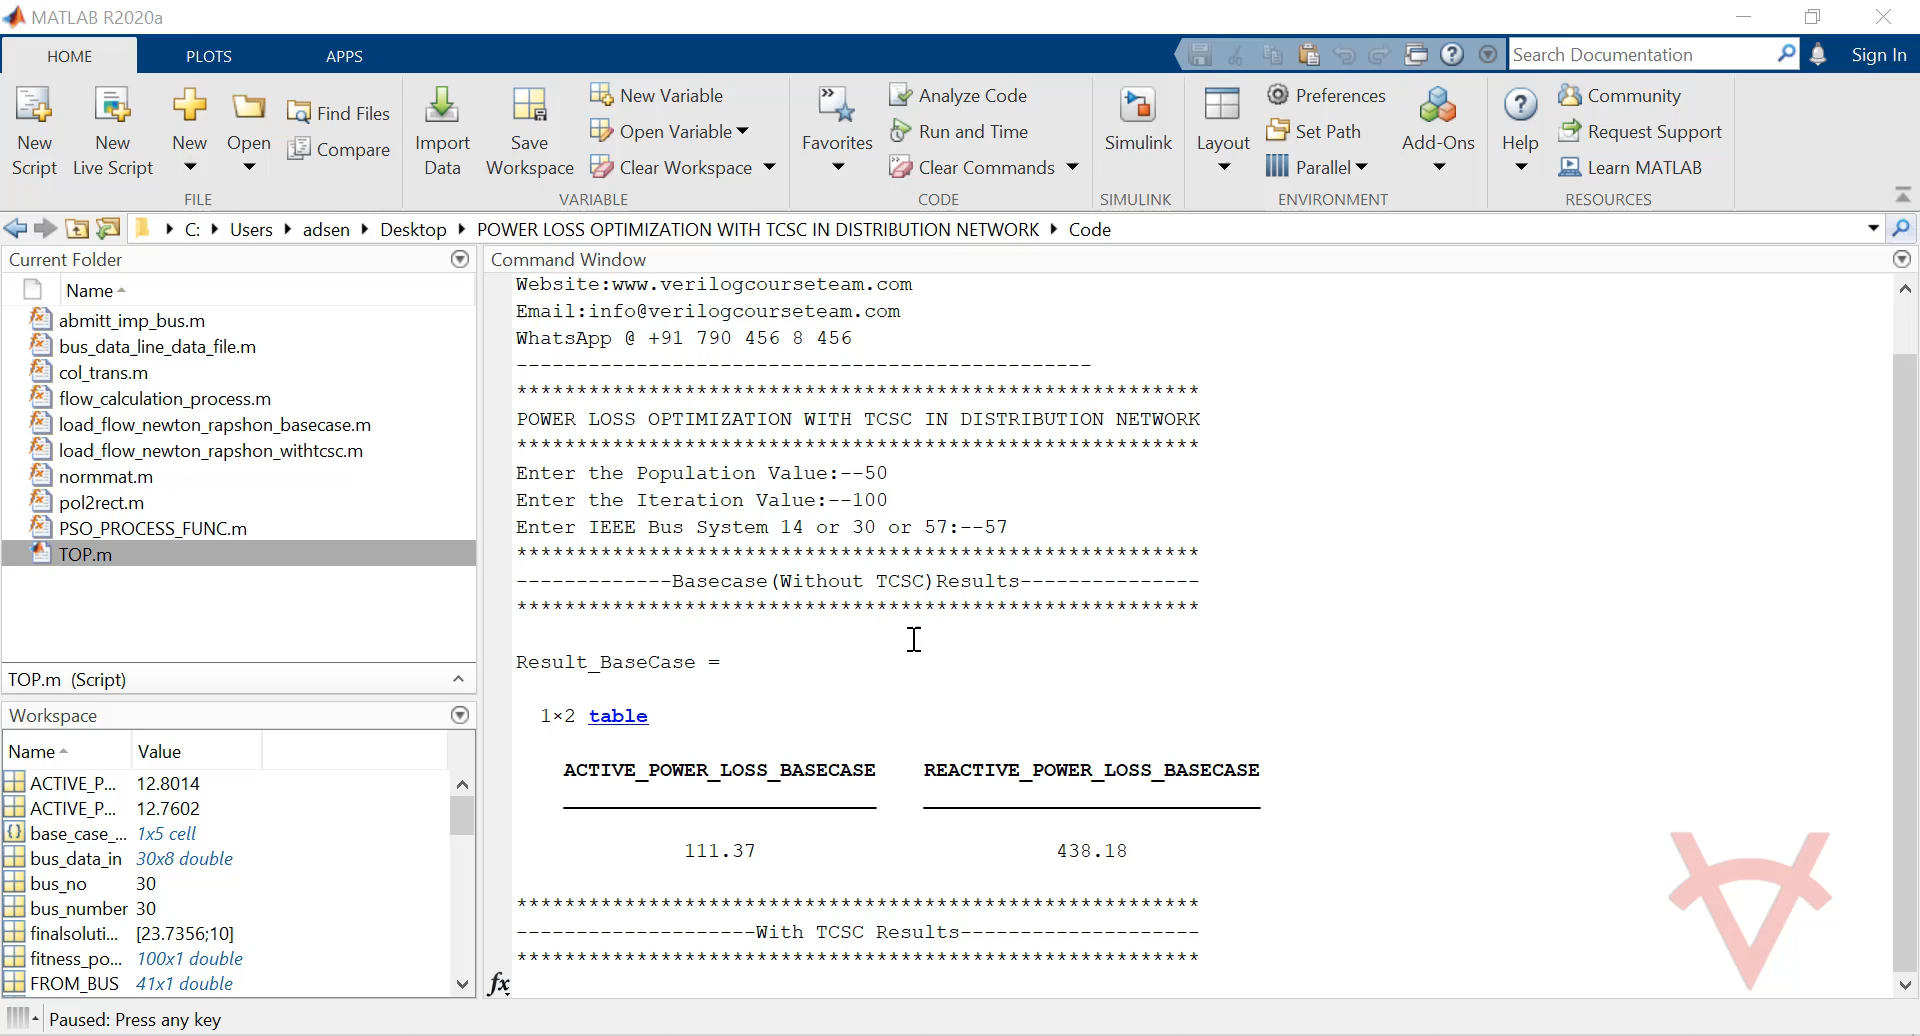 MATLAB R2020a
HOME
PLOTS
APPS
Search Documentation
Sign In
New Script
New Live Script
New
Open
Find Files
Compare
FILE
Import Data
Save Workspace
New Variable
Open Variable
Clear Workspace
VARIABLE
Favorites
Analyze Code
Run and Time
Clear Commands
CODE
Simulink
SIMULINK
Layout
Preferences
Set Path
Parallel
Add-Ons
ENVIRONMENT
Help
Community
Request Support
Learn MATLAB
RESOURCES
C: Users adsen Desktop POWER LOSS OPTIMIZATION WITH TCSC IN DISTRIBUTION NETWORK Code
Current Folder
Name
abmitt_imp_bus.m
bus_data_line_data_file.m
col_trans.m
flow_calculation_process.m
load_flow_newton_rapshon_basecase.m
load_flow_newton_rapshon_withtcsc.m
normmat.m
pol2rect.m
PSO_PROCESS_FUNC.m
TOP.m
TOP.m (Script)
Workspace
Name Value
ACTIVE_P... 12.8014
ACTIVE_P... 12.7602
base_case_... 1x5 cell
bus_data_in 30x8 double
bus_no 30
bus_number 30
finalsoluti... [23.7356;10]
fitness_po... 100x1 double
FROM_BUS 41x1 double
Command Window
Website:www.verilogcourseteam.com
Email:info@verilogcourseteam.com
WhatsApp @ +91 790 456 8 456
------------------------------------------------
*********************************************************
POWER LOSS OPTIMIZATION WITH TCSC IN DISTRIBUTION NETWORK
*********************************************************
Enter the Population Value:--50
Enter the Iteration Value:--100
Enter IEEE Bus System 14 or 30 or 57:--57
*********************************************************
-------------Basecase(Without TCSC)Results---------------
*********************************************************
Result_BaseCase =
1×2 table
ACTIVE_POWER_LOSS_BASECASE REACTIVE_POWER_LOSS_BASECASE
111.37 438.18
*********************************************************
--------------------With TCSC Results--------------------
*********************************************************
fx
Paused: Press any key